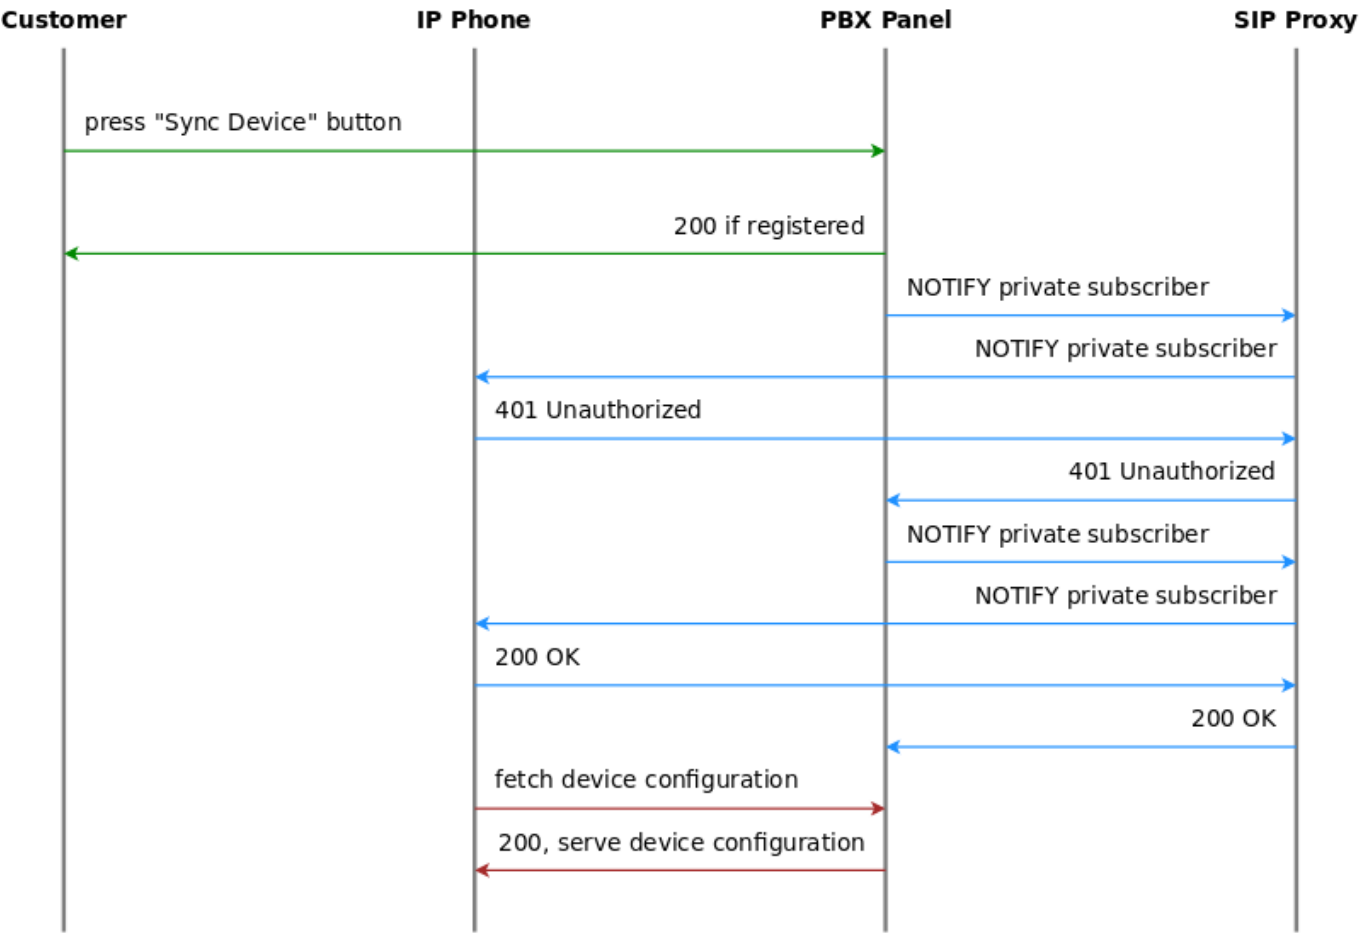 Customer IP Phone PBX Panel SIP Proxy
press "Sync Device" button
200 if registered
NOTIFY private subscriber
NOTIFY private subscriber
401 Unauthorized
401 Unauthorized
NOTIFY private subscriber
NOTIFY private subscriber
200 OK
200 OK
fetch device configuration
200, serve device configuration